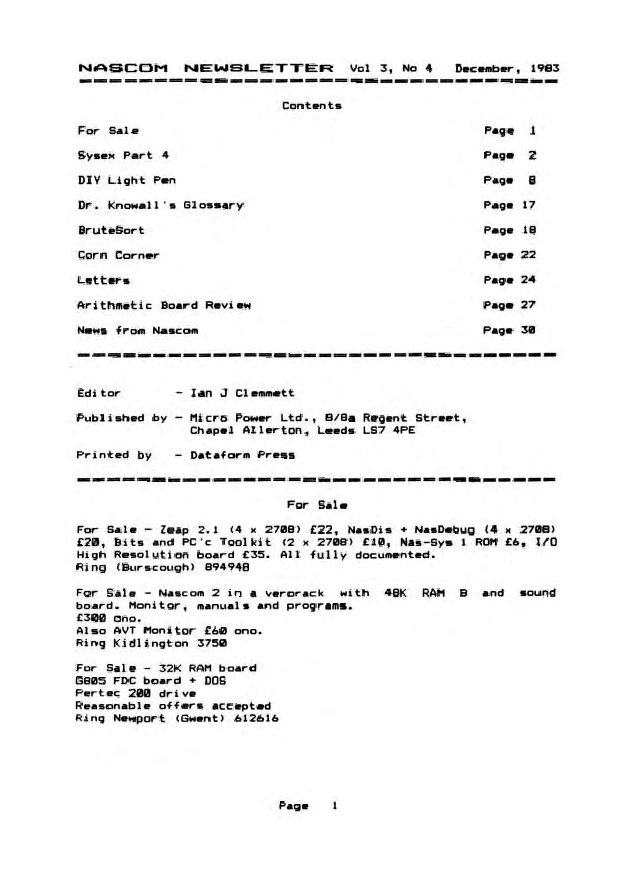 NASCOM NEWSLETTER Vol 3, No 4 December, 1983
Contents
For Sale Page 1
Sysex Part 4 Page 2
DIY Light Pen Page 8
Dr. Knowall's Glossary Page 17
BruteSort Page 18
Corn Corner Page 22
Letters Page 24
Arithmetic Board Review Page 27
News from Nascom Page 30
Editor - Ian J Clemmett
Published by - Micro Power Ltd., 8/8a Regent Street,
Chapel Allerton, Leeds LS7 4PE
Printed by - Dataform Press
For Sale
For Sale - Zeap 2.1 (4 x 2708) £22, NasDis + NasDebug (4 x 2708)
£20, Bits and PC'c Toolkit (2 x 2708) £10, Nas-Sys 1 ROM £6, I/O
High Resolution board £35. All fully documented.
Ring (Burscough) 894948
For Sale - Nascom 2 in a verorack with 48K RAM B and sound
board. Monitor, manuals and programs.
£300 ono.
Also AVT Monitor £60 ono.
Ring Kidlington 3750
For Sale - 32K RAM board
G805 FDC board + DOS
Pertec 200 drive
Reasonable offers accepted
Ring Newport (Gwent) 612616
Page 1